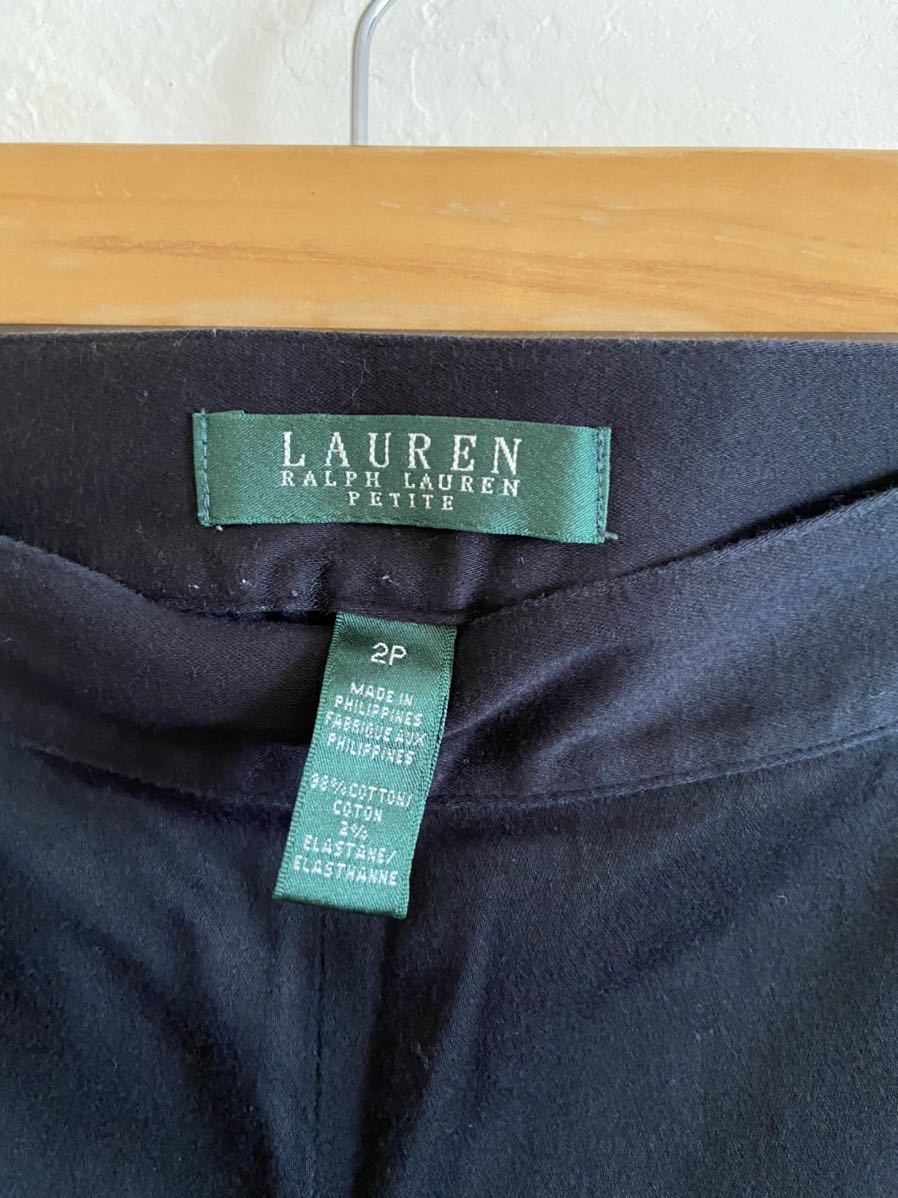 LAUREN
RALPH LAUREN
PETITE
2P
MADE IN
PHILIPPINES
FABRIQUE AUX
PHILIPPINES
98% COTTON/
COTON
2%
ELASTANE/
ELASTHANNE